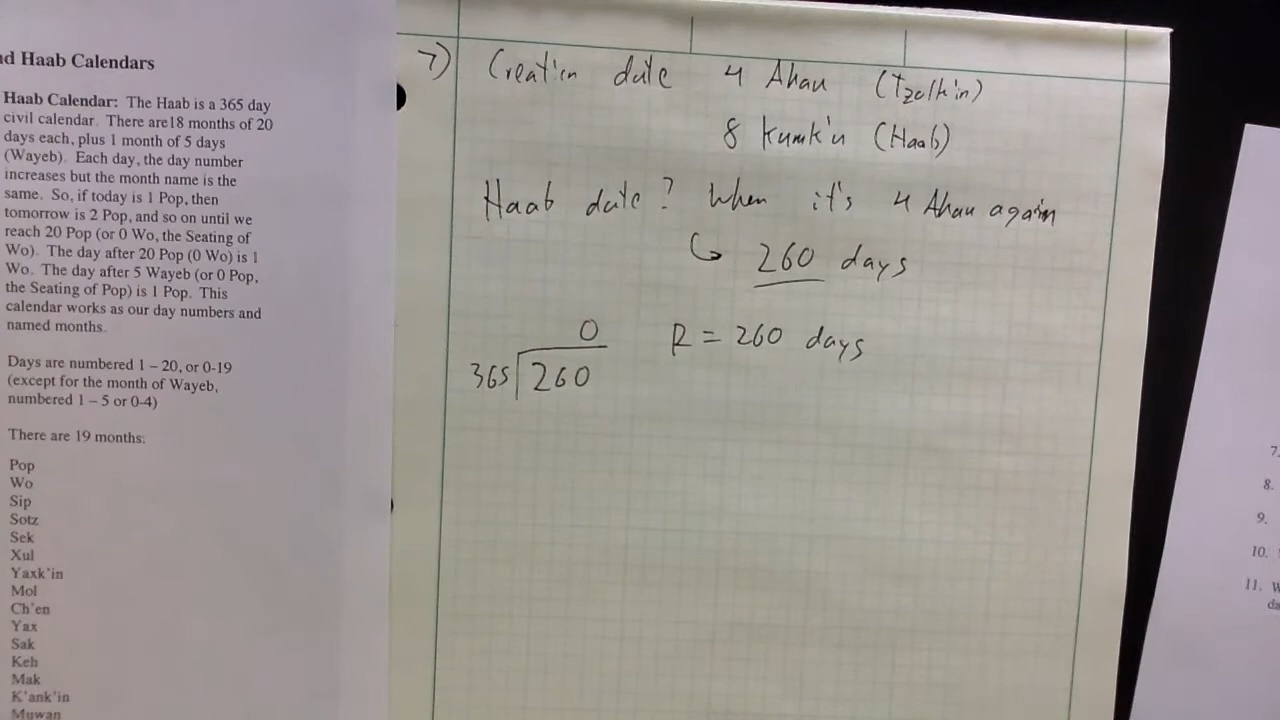 nd Haab Calendars
Haab Calendar: The Haab is a 365 day
civil calendar. There are18 months of 20
days each, plus 1 month of 5 days
(Wayeb). Each day, the day number
increases but the month name is the
same. So, if today is 1 Pop, then
tomorrow is 2 Pop, and so on until we
reach 20 Pop (or 0 Wo, the Seating of
Wo). The day after 20 Pop (0 Wo) is 1
Wo. The day after 5 Wayeb (or 0 Pop,
the Seating of Pop) is 1 Pop. This
calendar works as our day numbers and
named months.
Days are numbered 1 – 20, or 0-19
(except for the month of Wayeb,
numbered 1 – 5 or 0-4)
There are 19 months:
Pop
Wo
Sip
Sotz
Sek
Xul
Yaxk'in
Mol
Ch'en
Yax
Sak
Keh
Mak
K'ank'in
Muwan
7) Creation date 4 Ahau (Tzolk'in)
8 Kumk'u (Haab)
Haab date? When it's 4 Ahau again
260 days
0 R = 260 days
365 260
7.
8.
9.
10.
11. W
da